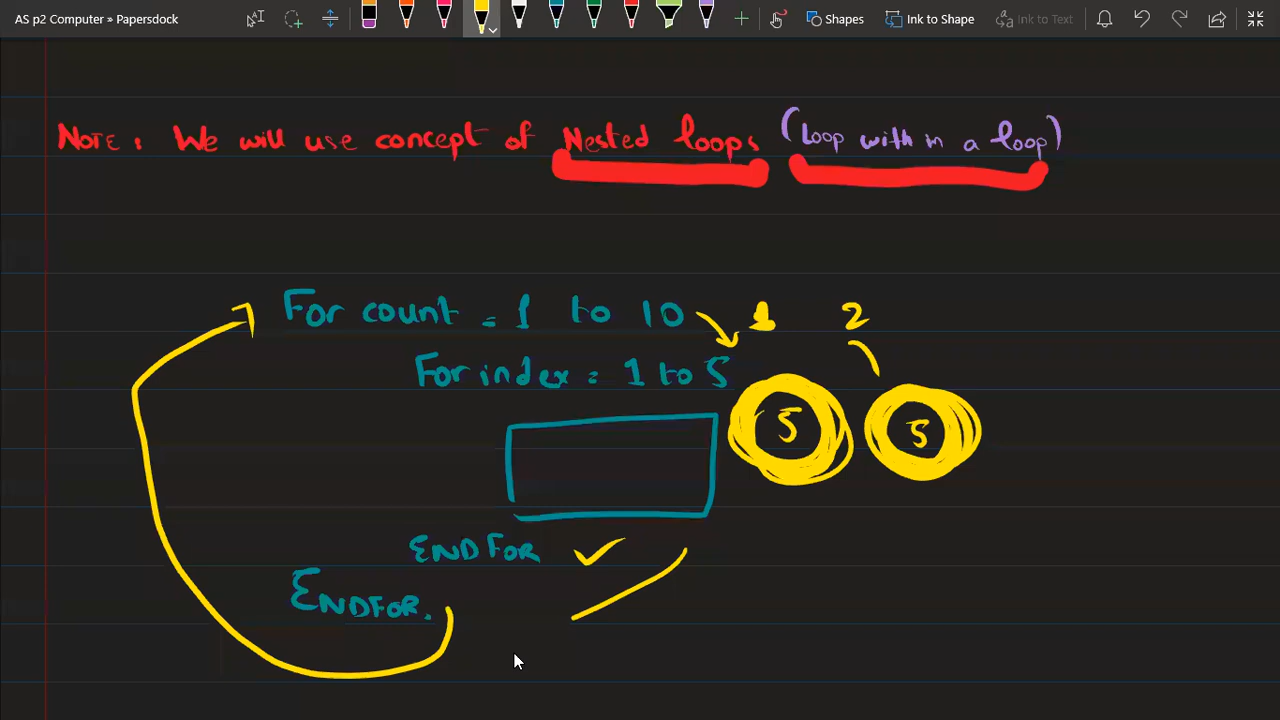 AS p2 Computer » Papersdock
Shapes
Ink to Shape
Ink to Text
NOTE: We will use concept of Nested loops (Loop with in a loop)
For count = 1 to 10
1 2
For index = 1 to 5
5 5
ENDFOR
ENDFOR.